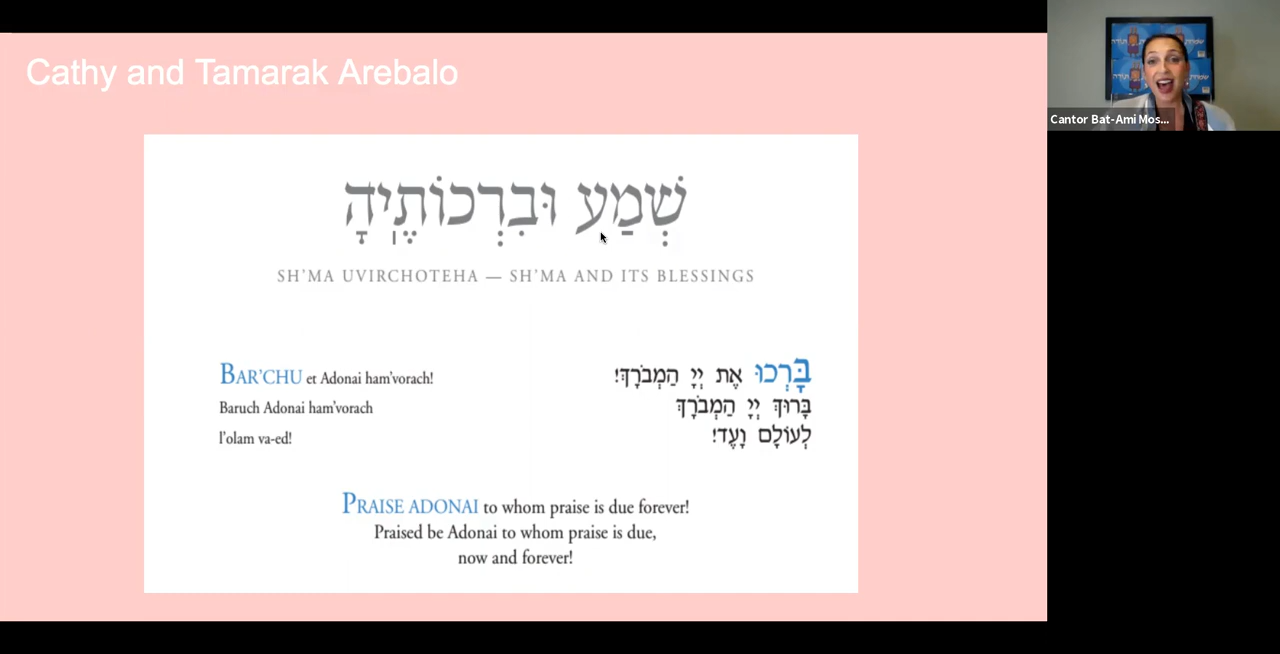 Cathy and Tamarak Arebalo
שְׁמַע וּבִרְכוֹתֶֽיהָ
SH'MA UVIRCHOTEHA — SH'MA AND ITS BLESSINGS
BAR'CHU et Adonai ham'vorach!
Baruch Adonai ham'vorach
l'olam va-ed!
בָּרְכוּ אֶת יְיָ הַמְבֹרָךְ!
בָּרוּךְ יְיָ הַמְבֹרָךְ
לְעוֹלָם וָעֶד!
PRAISE ADONAI to whom praise is due forever!
Praised be Adonai to whom praise is due,
now and forever!
Cantor Bat-Ami Mos...